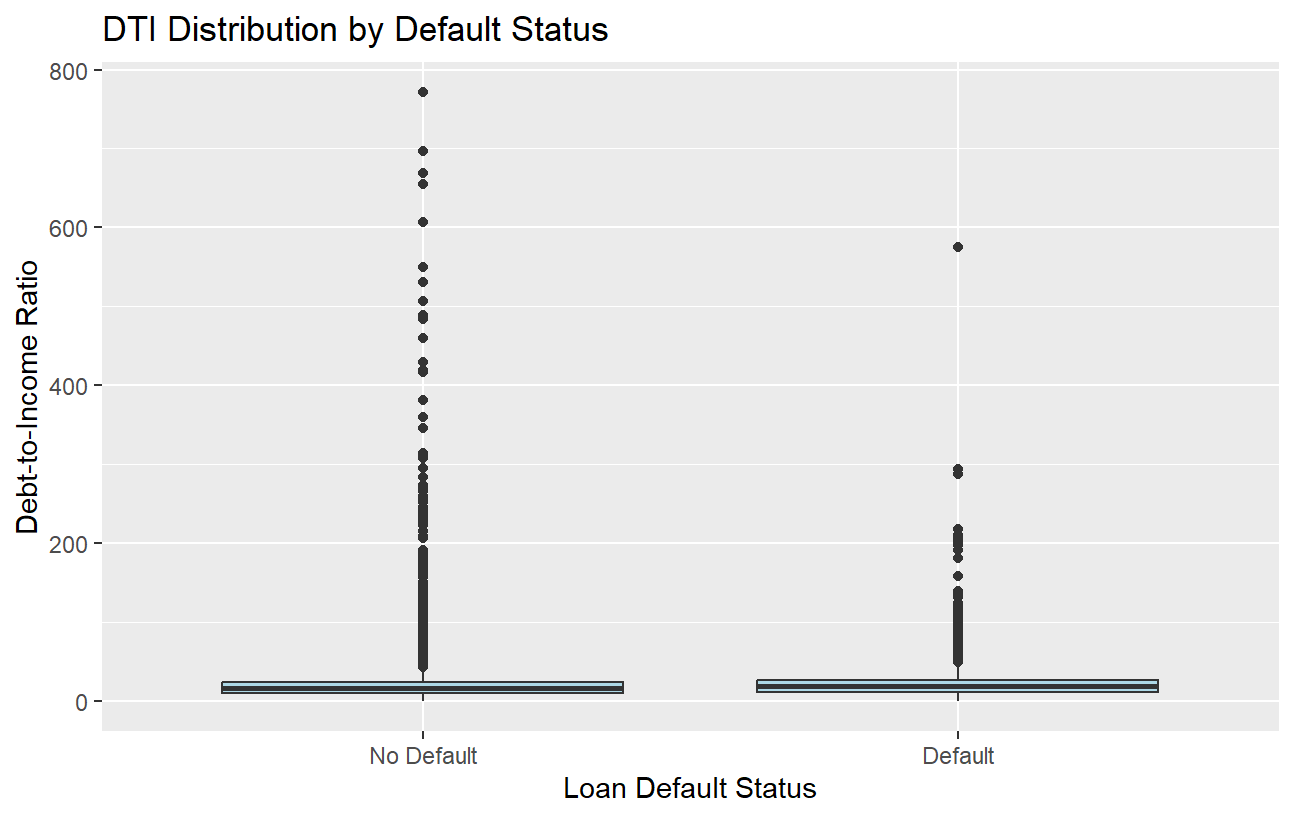 DTI Distribution by Default Status
800
600
400
200
0
Debt-to-Income Ratio
No Default
Default
Loan Default Status